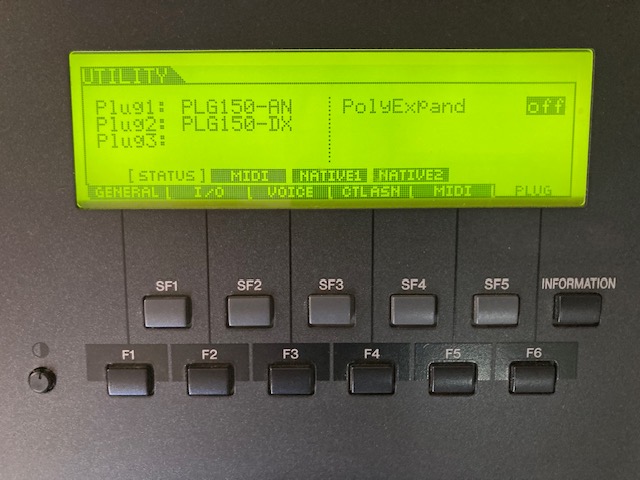 UTILITY
Plug1: PLG150-AN PolyExpand off
Plug2: PLG150-DX
Plug3:
[STATUS] MIDI NATIVE1 NATIVE2
GENERAL I/O VOICE CTLASN MIDI PLUG
SF1 SF2 SF3 SF4 SF5 INFORMATION
F1 F2 F3 F4 F5 F6